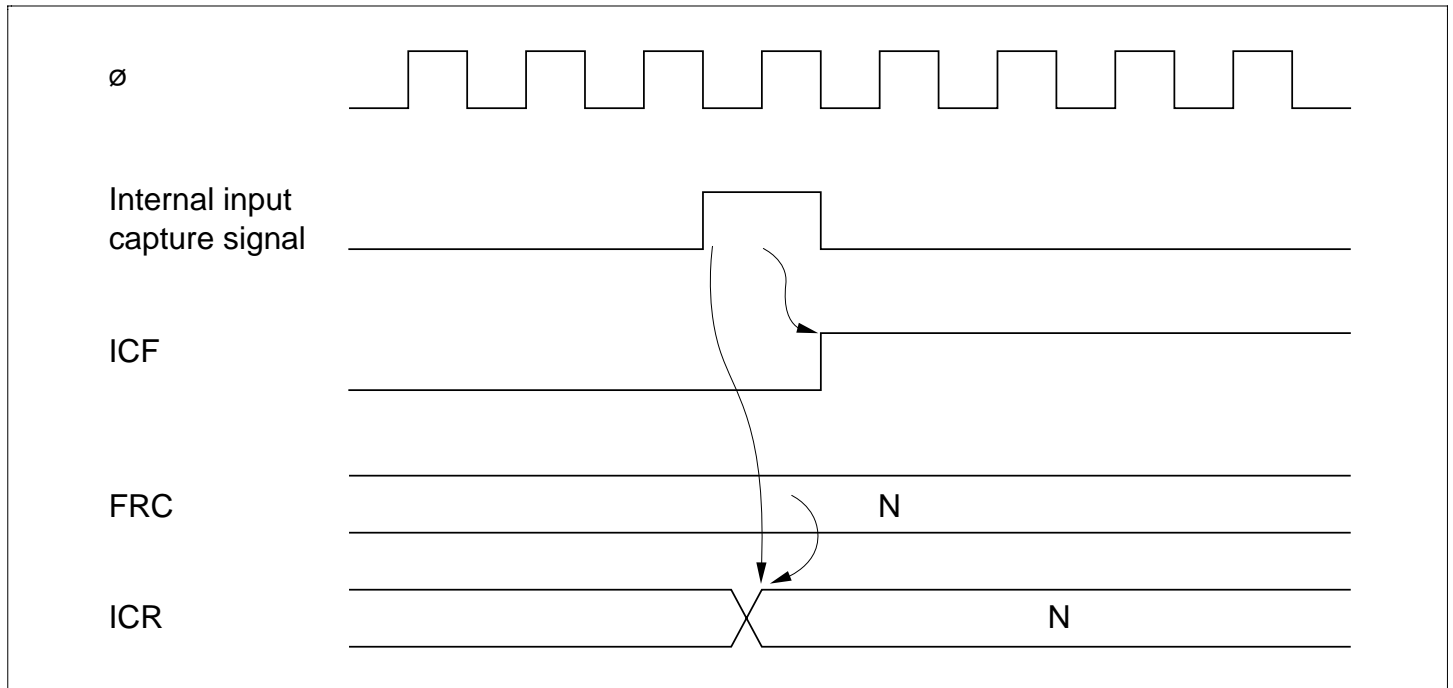 ø
Internal input
capture signal
ICF
FRC
N
ICR
N